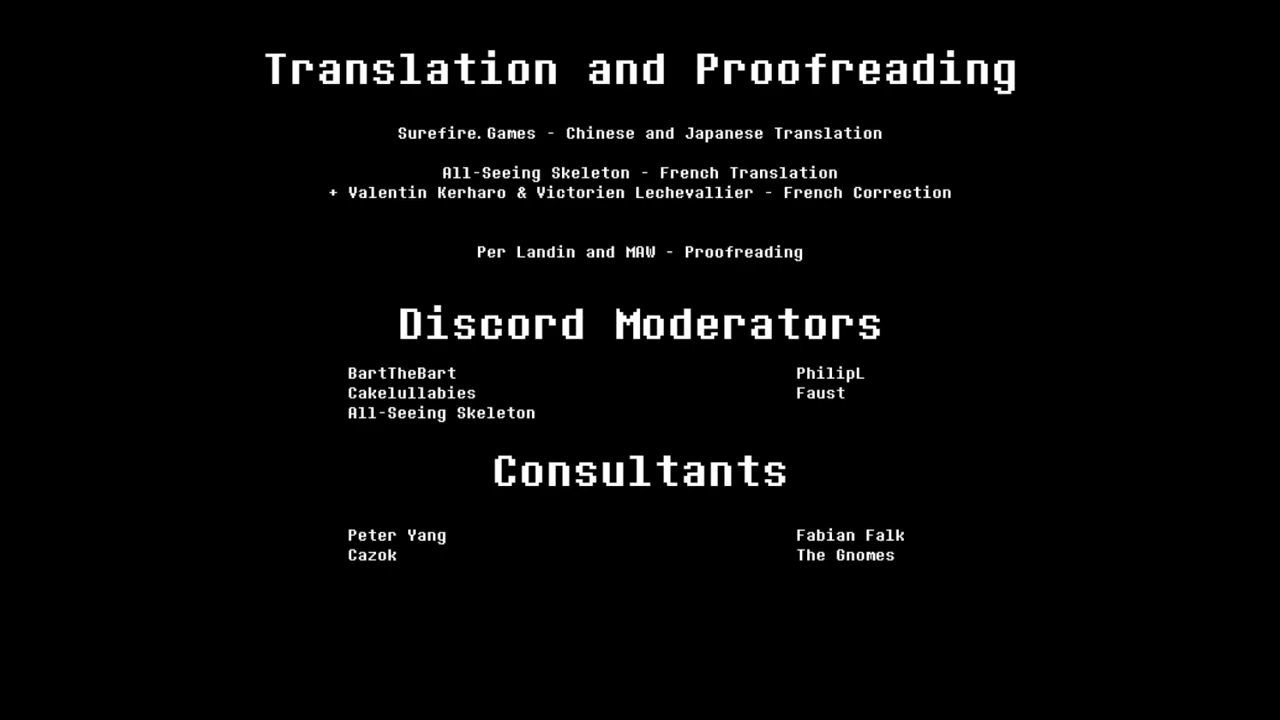 Translation and Proofreading
Surefire.Games - Chinese and Japanese Translation
All-Seeing Skeleton - French Translation
+ Valentin Kerharo & Victorien Lechevallier - French Correction
Per Landin and MAW - Proofreading
Discord Moderators
BartTheBart PhilipL
Cakelullabies Faust
All-Seeing Skeleton
Consultants
Peter Yang Fabian Falk
Cazok The Gnomes